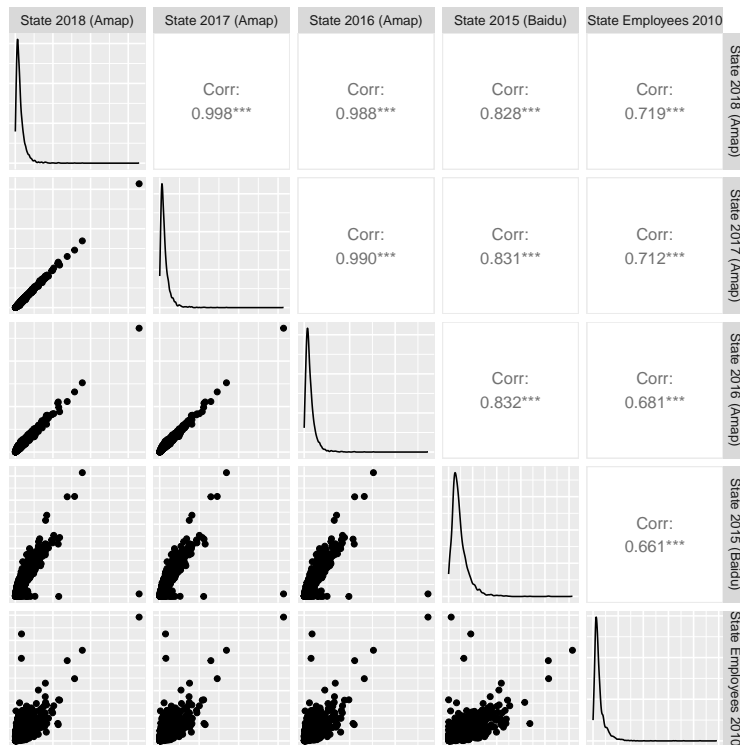 State 2018 (Amap)
State 2017 (Amap)
State 2016 (Amap)
State 2015 (Baidu)
State Employees 2010
Corr:
0.998***
Corr:
0.988***
Corr:
0.828***
Corr:
0.719***
State 2018 (Amap)
Corr:
0.990***
Corr:
0.831***
Corr:
0.712***
State 2017 (Amap)
Corr:
0.832***
Corr:
0.681***
State 2016 (Amap)
Corr:
0.661***
State 2015 (Baidu)
State Employees 2010